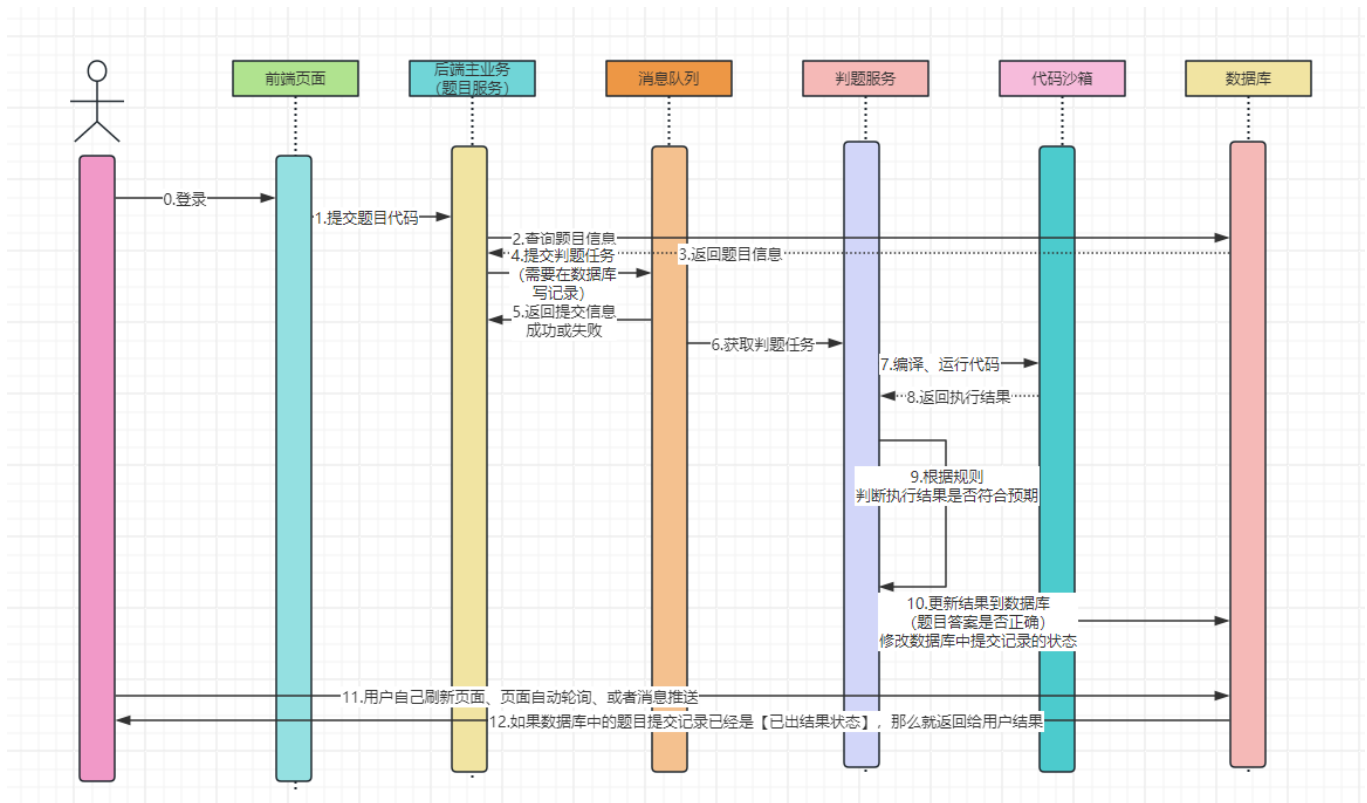 前端页面
后端主业务
（题目服务）
消息队列
判题服务
代码沙箱
数据库
0.登录
1.提交题目代码
2.查询题目信息
3.返回题目信息
4.提交判题任务
（需要在数据库
写记录）
5.返回提交信息
成功或失败
6.获取判题任务
7.编译、运行代码
8.返回执行结果
9.根据规则
判断执行结果是否符合预期
10.更新结果到数据库
（题目答案是否正确）
修改数据库中提交记录的状态
11.用户自己刷新页面、页面自动轮询、或者消息推送
12.如果数据库中的题目提交记录已经是【已出结果状态】，那么就返回给用户结果